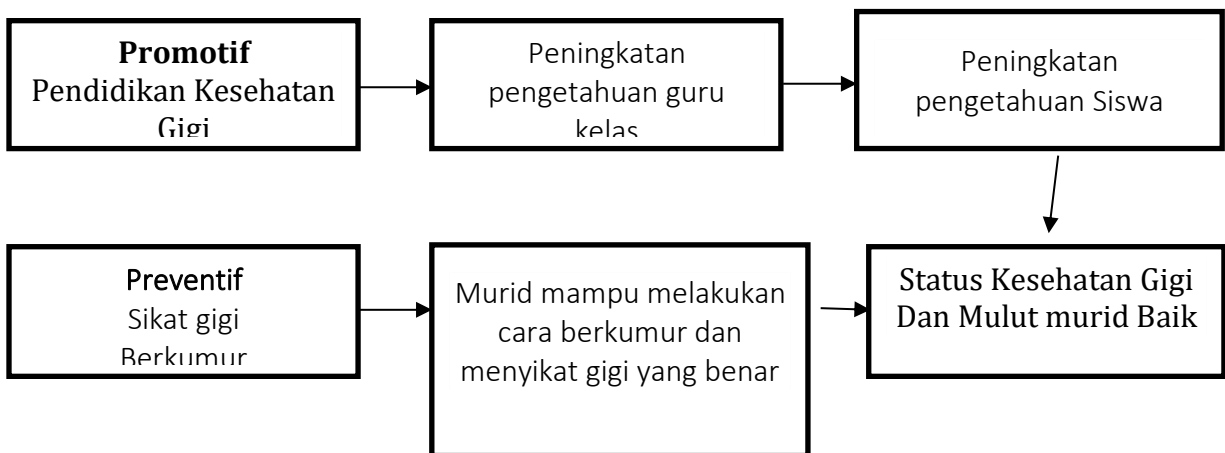 Promotif
Pendidikan Kesehatan
Gigi
Peningkatan
pengetahuan guru
kelas
Peningkatan
pengetahuan Siswa
Preventif
Sikat gigi
Berkumur
Murid mampu melakukan
cara berkumur dan
menyikat gigi yang benar
Status Kesehatan Gigi
Dan Mulut murid Baik